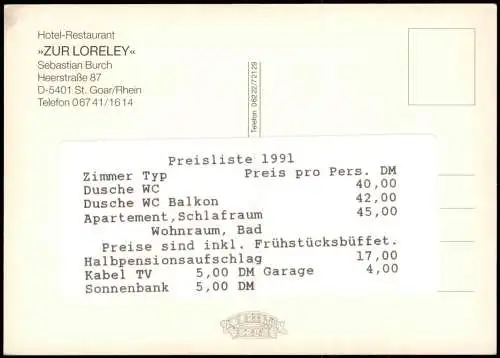 Hotel-Restaurant
»ZUR LORELEY«
Sebastian Burch
Heerstraße 87
D-5401 St. Goar/Rhein
Telefon 06741/1614
Telefon 08222/72129
Preisliste 1991
Zimmer Typ Preis pro Pers. DM
Dusche WC 40,00
Dusche WC Balkon 42,00
Apartement,Schlafraum 45,00
Wohnraum, Bad
Preise sind inkl. Frühstücksbüffet.
Halbpensionsaufschlag 17,00
Kabel TV 5,00 DM Garage 4,00
Sonnenbank 5,00 DM